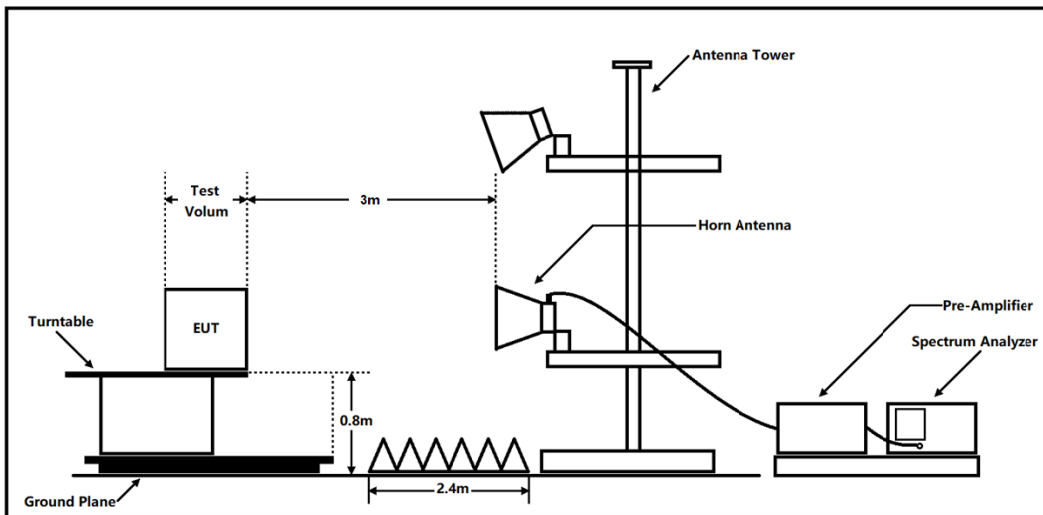 Antenna Tower
Test
Volum
3m
Horn Antenna
Turntable
EUT
Pre-Amplifier
Spectrum Analyzer
0.8m
2.4m
Ground Plane